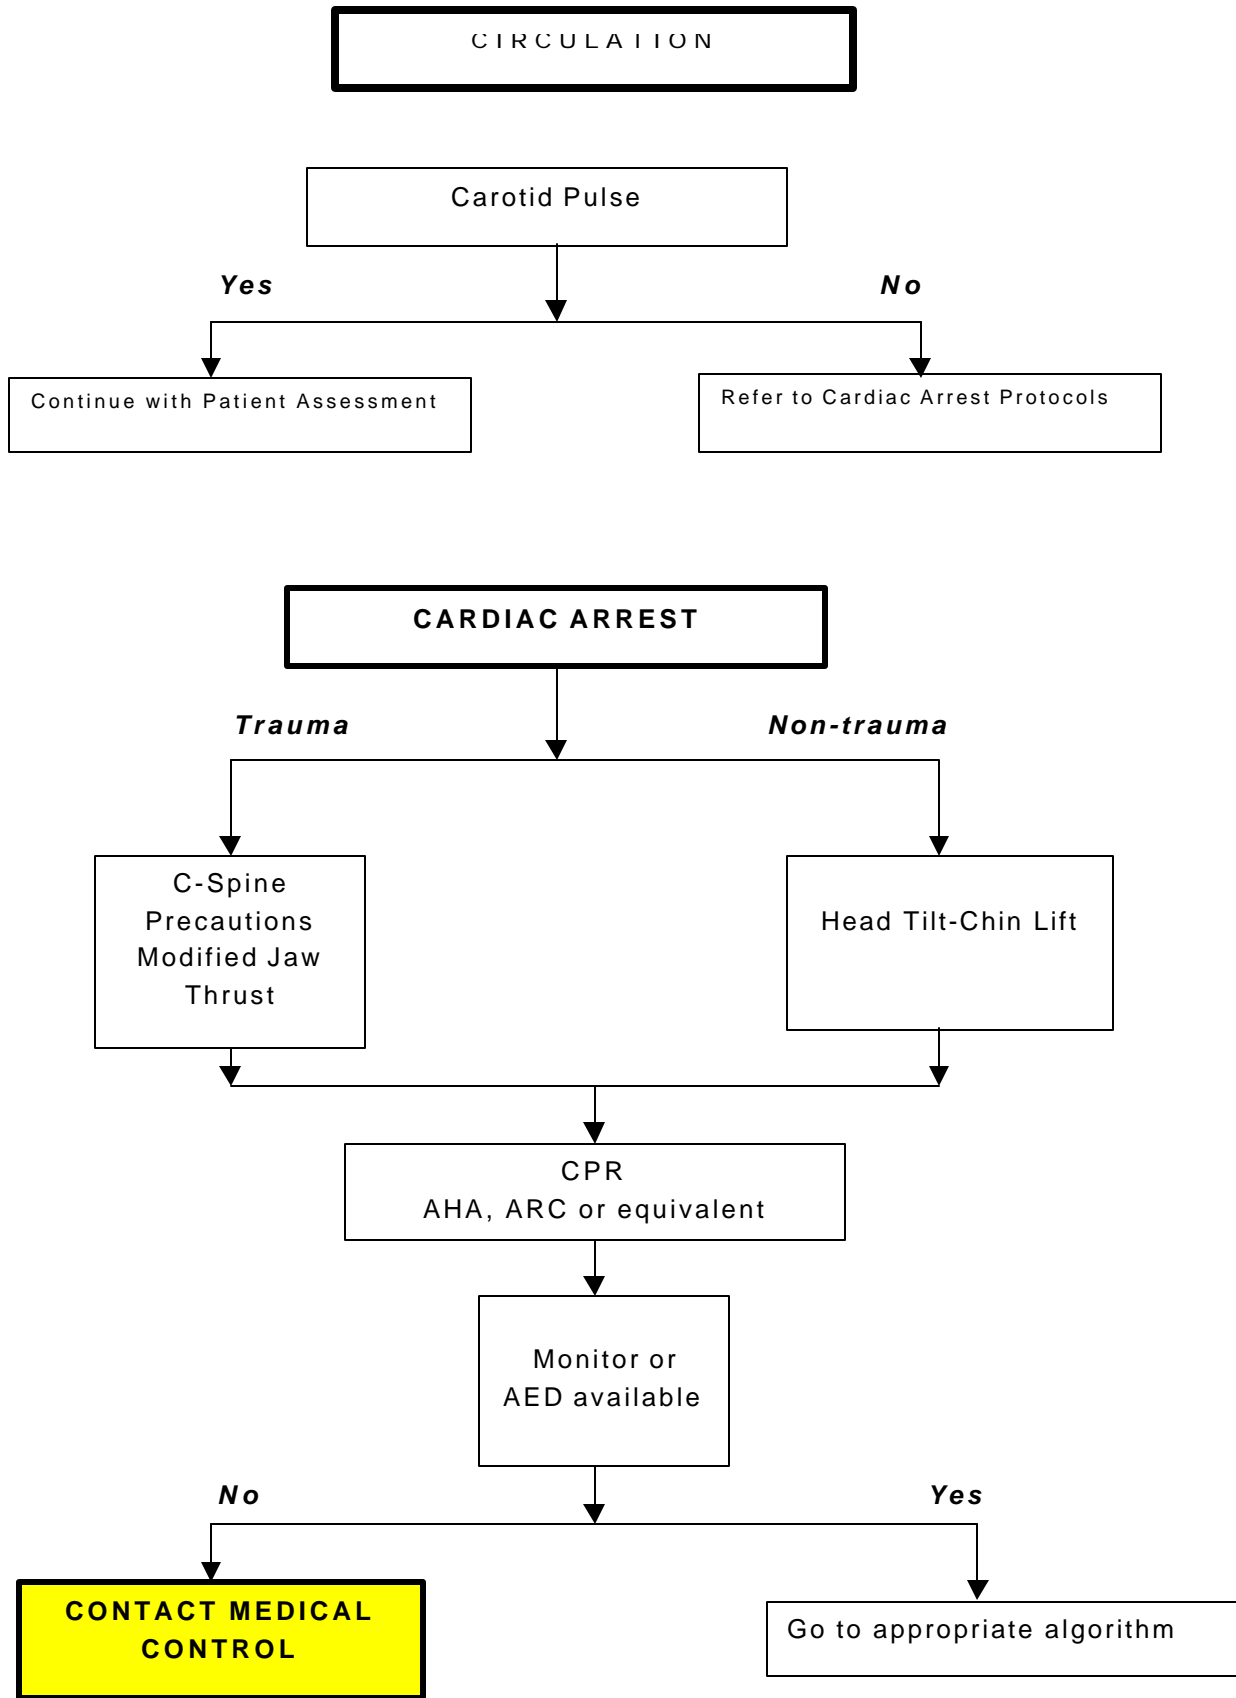 CIRCULATION
Carotid Pulse
Yes
No
Continue with Patient Assessment
Refer to Cardiac Arrest Protocols
CARDIAC ARREST
Trauma
Non-trauma
C-Spine
Precautions
Modified Jaw
Thrust
Head Tilt-Chin Lift
CPR
AHA, ARC or equivalent
Monitor or
AED available
No
Yes
CONTACT MEDICAL
CONTROL
Go to appropriate algorithm